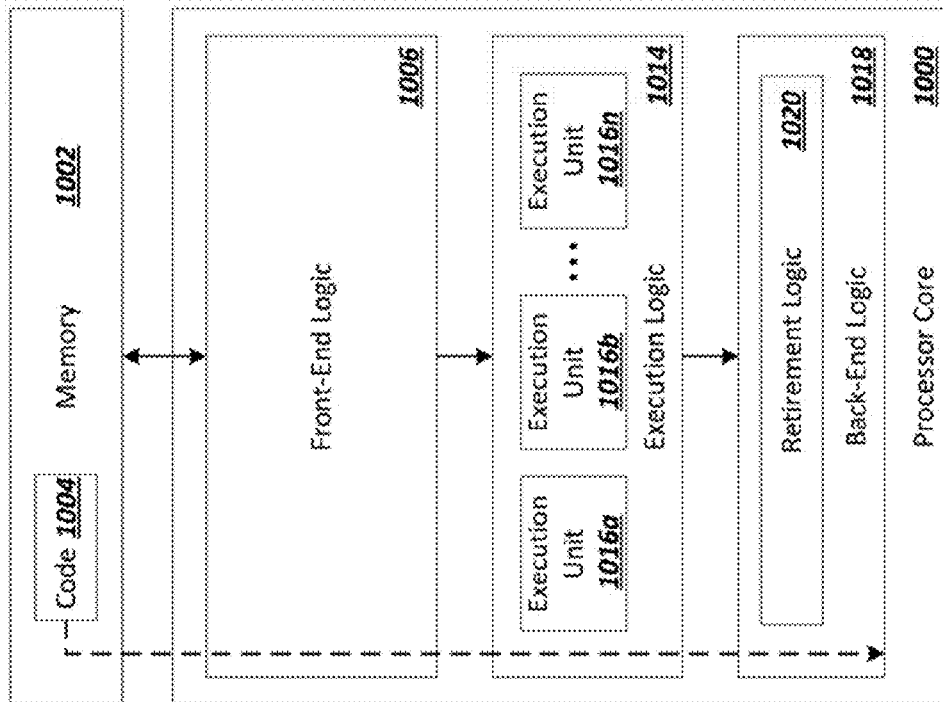 Code 1004
Memory
1002
Front-End Logic
1006
Execution
Unit
1016a
Execution
Unit
1016b
•••
Execution
Unit
1016n
Execution Logic
1014
Retirement Logic
1020
Back-End Logic
1018
Processor Core
1000